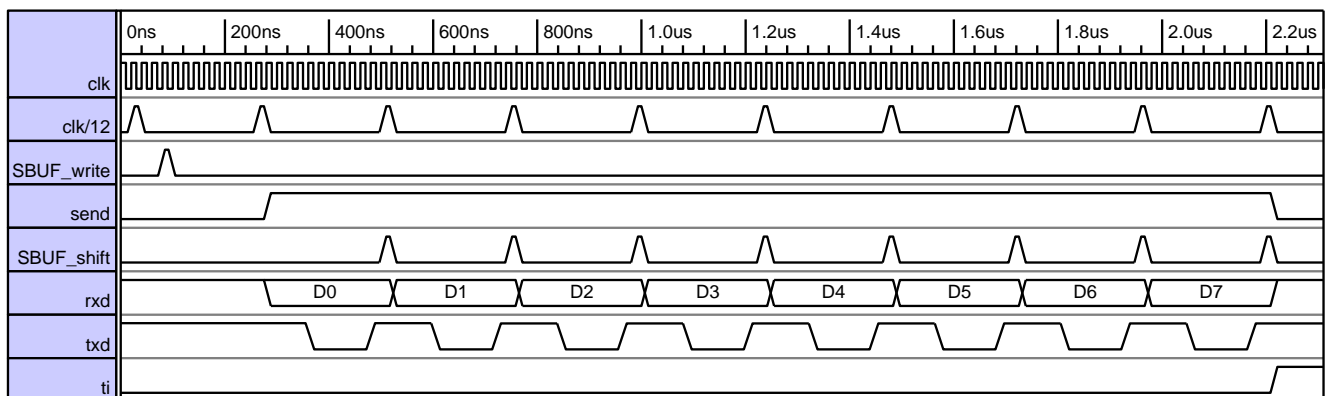 0ns 200ns 400ns 600ns 800ns 1.0us 1.2us 1.4us 1.6us 1.8us 2.0us 2.2us
clk
clk/12
SBUF_write
send
SBUF_shift
rxd D0 D1 D2 D3 D4 D5 D6 D7
txd
ti